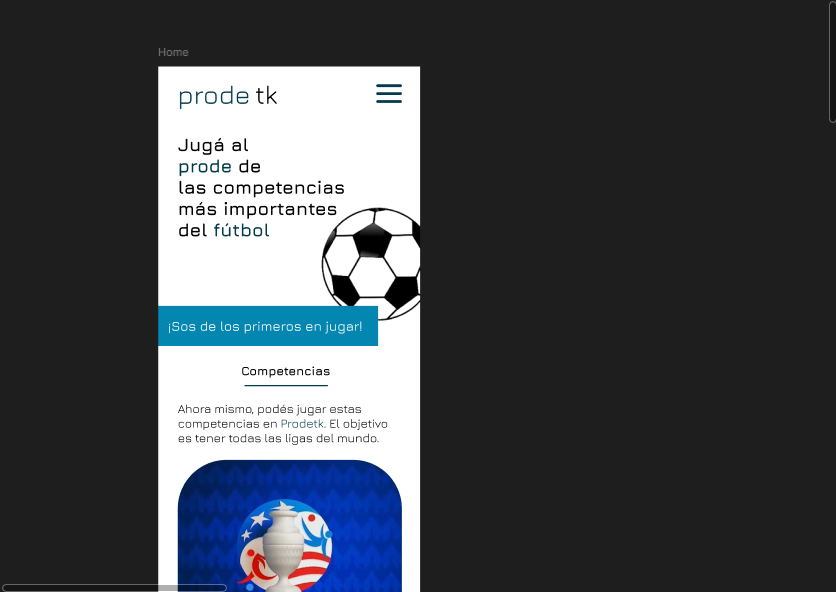 Home
prode tk
Jugá al
prode de
las competencias
más importantes
del fútbol
¡Sos de los primeros en jugar!
Competencias
Ahora mismo, podés jugar estas
competencias en Prodetk. El objetivo
es tener todas las ligas del mundo.